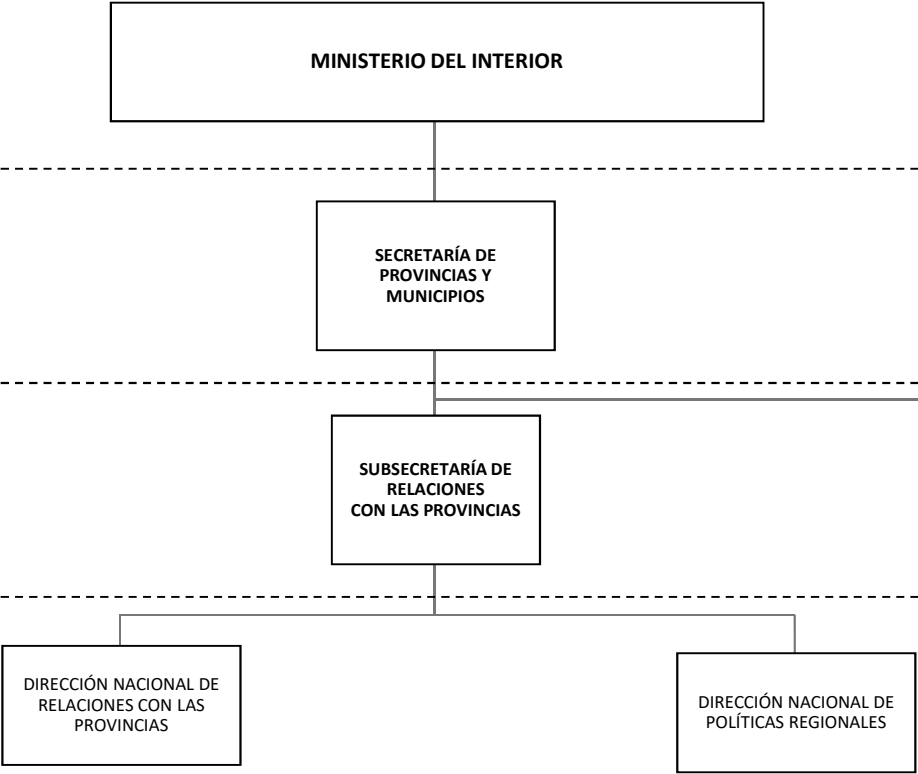 MINISTERIO DEL INTERIOR
SECRETARÍA DE
PROVINCIAS Y
MUNICIPIOS
SUBSECRETARÍA DE
RELACIONES
CON LAS PROVINCIAS
DIRECCIÓN NACIONAL DE
RELACIONES CON LAS
PROVINCIAS
DIRECCIÓN NACIONAL DE
POLÍTICAS REGIONALES